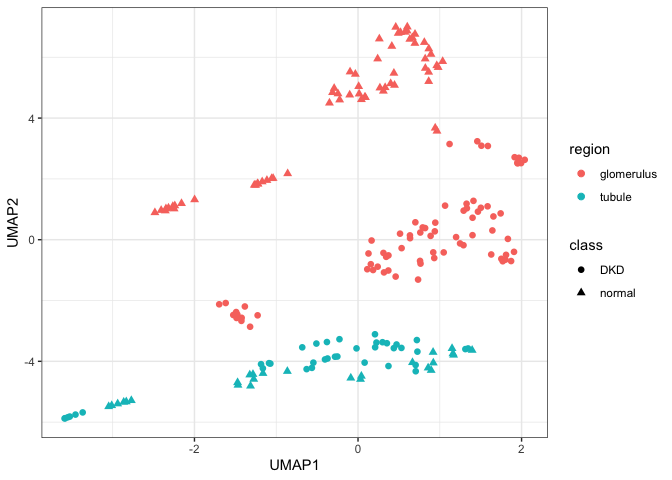 4
0
-4
-2
0
2
UMAP1
UMAP2
region
glomerulus
tubule
class
DKD
normal